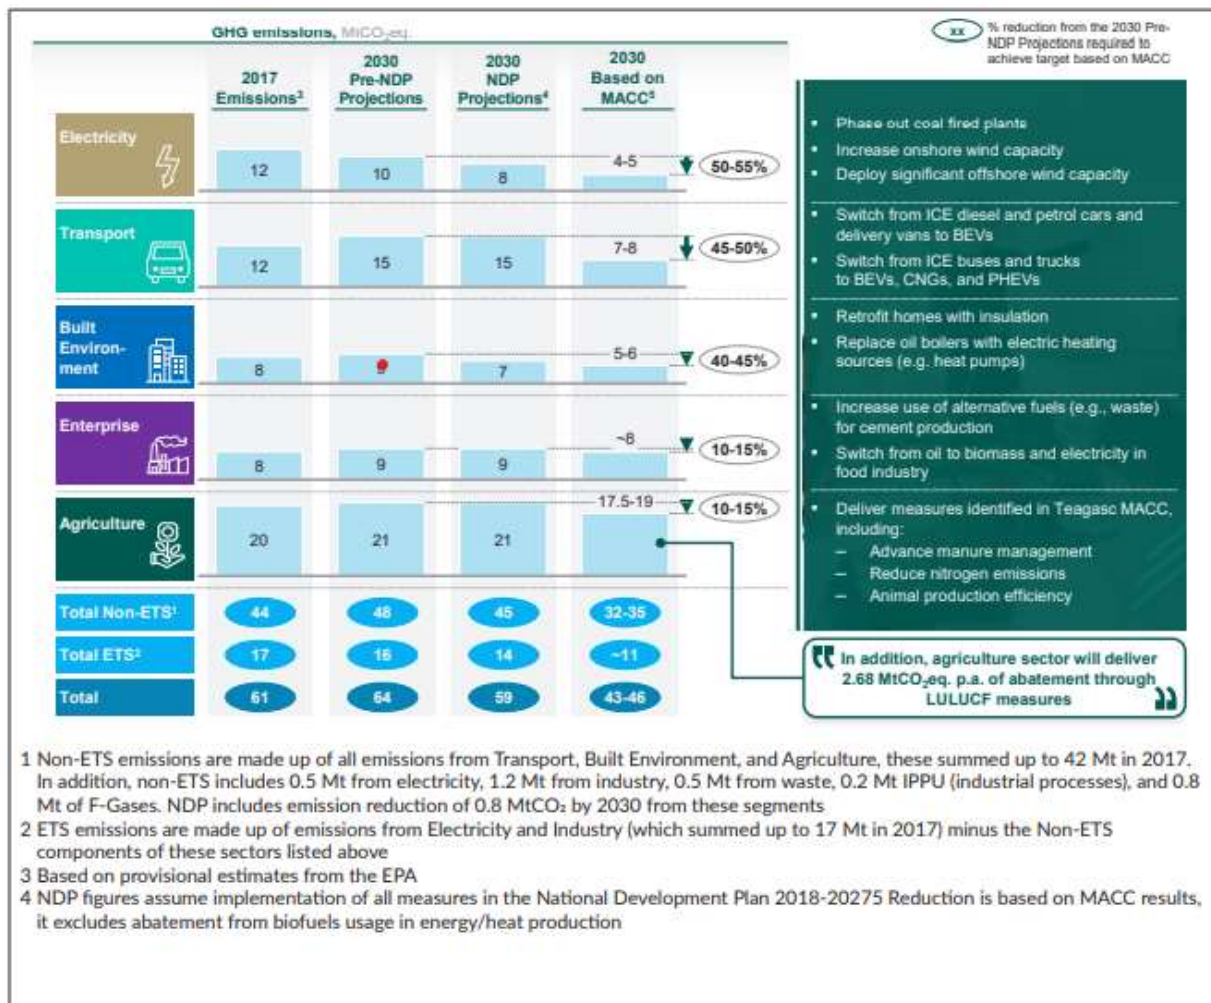 GHG emissions, MtCO₂eq.
xx
% reduction from the 2030 Pre-
NDP Projections required to
achieve target based on MACC
2017
Emissions³
2030
Pre-NDP
Projections
2030
NDP
Projections⁴
2030
Based on
MACC⁵
Electricity
12
10
8
4-5
50-55%
Phase out coal fired plants
Increase onshore wind capacity
Deploy significant offshore wind capacity
Transport
12
15
15
7-8
45-50%
Switch from ICE diesel and petrol cars and
delivery vans to BEVs
Switch from ICE buses and trucks
to BEVs, CNGs, and PHEVs
Built
Environ-
ment
8
7
5-6
40-45%
Retrofit homes with insulation
Replace oil boilers with electric heating
sources (e.g. heat pumps)
Enterprise
8
9
9
~8
10-15%
Increase use of alternative fuels (e.g., waste)
for cement production
Switch from oil to biomass and electricity in
food industry
Agriculture
20
21
21
17.5-19
10-15%
Deliver measures identified in Teagasc MACC,
including:
– Advance manure management
– Reduce nitrogen emissions
– Animal production efficiency
Total Non-ETS¹
44
48
45
32-35
Total ETS²
17
16
14
~11
Total
61
64
59
43-46
In addition, agriculture sector will deliver
2.68 MtCO₂eq. p.a. of abatement through
LULUCF measures
1 Non-ETS emissions are made up of all emissions from Transport, Built Environment, and Agriculture, these summed up to 42 Mt in 2017.
In addition, non-ETS includes 0.5 Mt from electricity, 1.2 Mt from industry, 0.5 Mt from waste, 0.2 Mt IPPU (industrial processes), and 0.8
Mt of F-Gases. NDP includes emission reduction of 0.8 MtCO₂ by 2030 from these segments
2 ETS emissions are made up of emissions from Electricity and Industry (which summed up to 17 Mt in 2017) minus the Non-ETS
components of these sectors listed above
3 Based on provisional estimates from the EPA
4 NDP figures assume implementation of all measures in the National Development Plan 2018-20275 Reduction is based on MACC results,
it excludes abatement from biofuels usage in energy/heat production